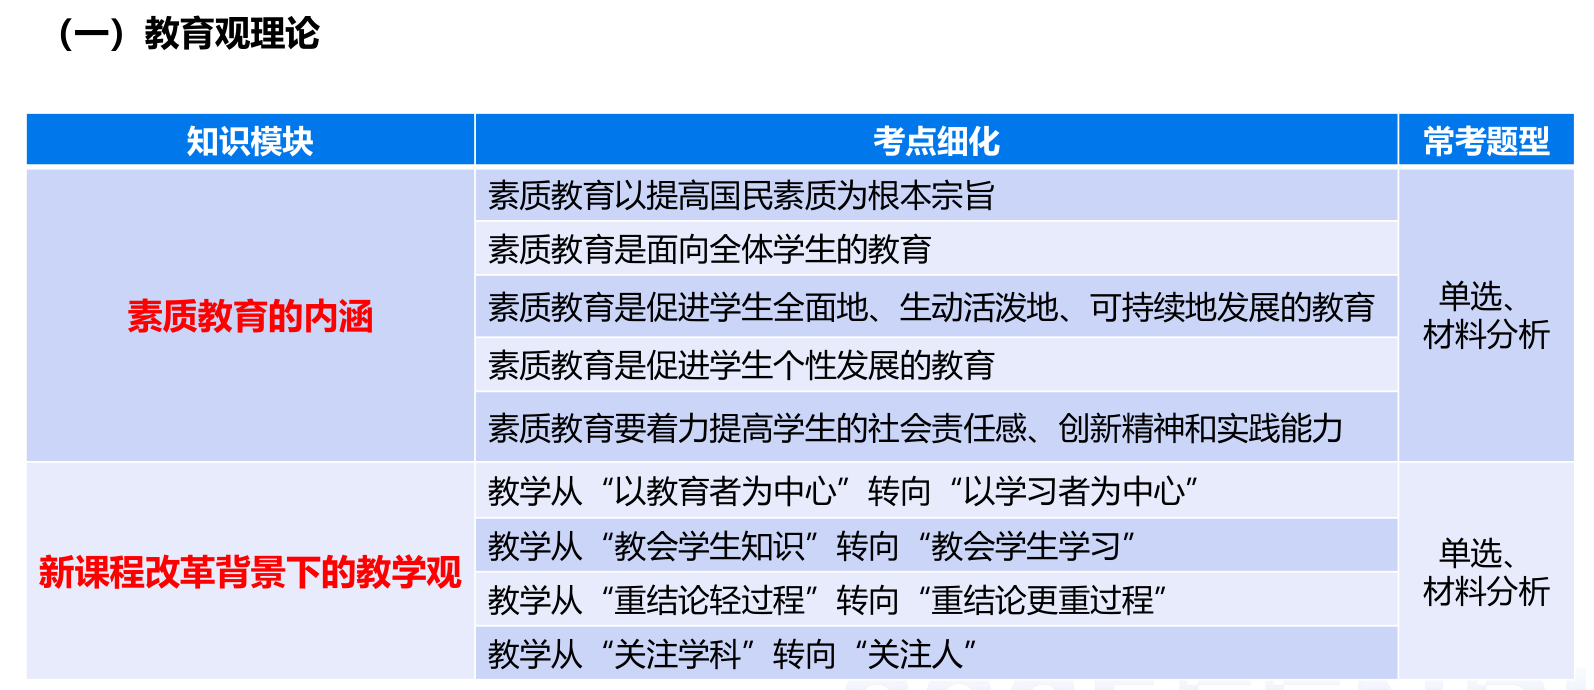 （一）教育观理论
知识模块
考点细化
常考题型
素质教育的内涵
素质教育以提高国民素质为根本宗旨
素质教育是面向全体学生的教育
素质教育是促进学生全面地、生动活泼地、可持续地发展的教育
素质教育是促进学生个性发展的教育
素质教育要着力提高学生的社会责任感、创新精神和实践能力
单选、
材料分析
新课程改革背景下的教学观
教学从“以教育者为中心”转向“以学习者为中心”
教学从“教会学生知识”转向“教会学生学习”
教学从“重结论轻过程”转向“重结论更重过程”
教学从“关注学科”转向“关注人”
单选、
材料分析